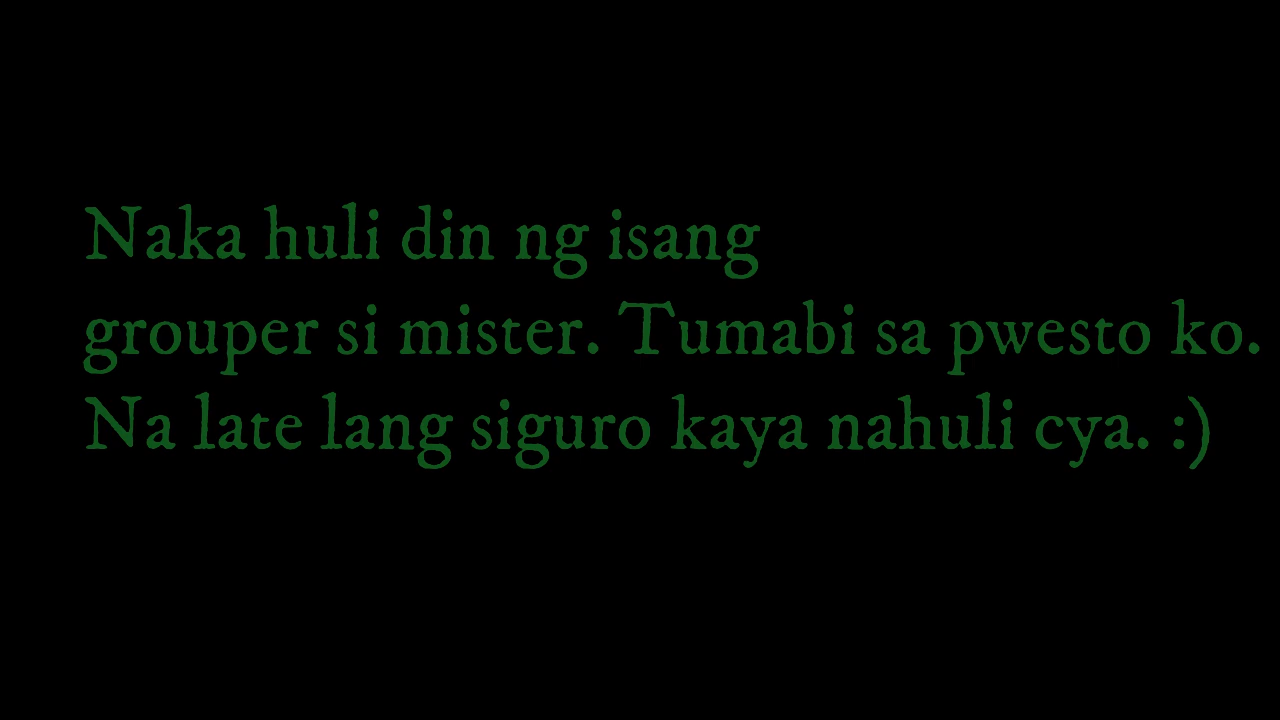 Naka huli din ng isang
grouper si mister. Tumabi sa pwesto ko.
Na late lang siguro kaya nahuli cya. :)